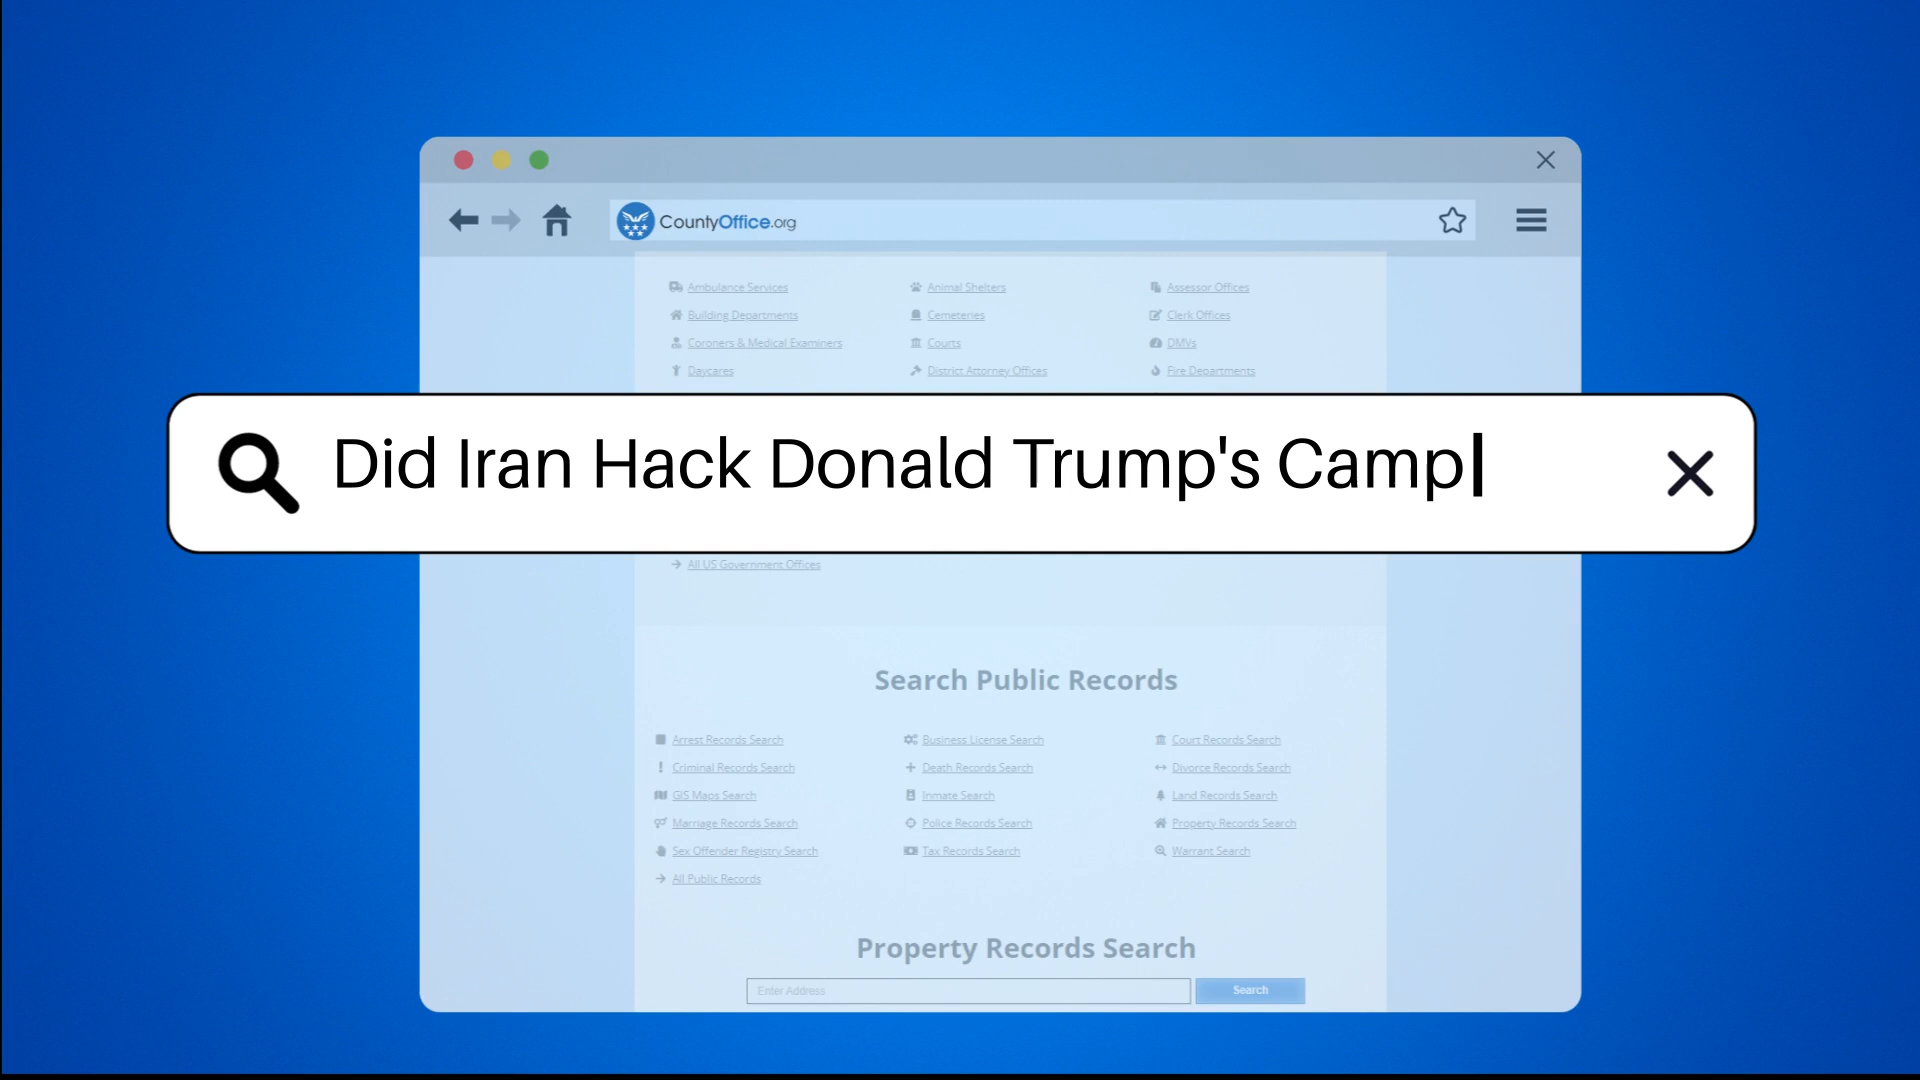 CountyOffice.org
Ambulance Services Animal Shelters Assessor Offices
Building Departments Cemeteries Clerk Offices
Coroners & Medical Examiners Courts DMVs
Daycares District Attorney Offices Fire Departments
Did Iran Hack Donald Trump's Camp
All US Government Offices
Search Public Records
Arrest Records Search Business License Search Court Records Search
Criminal Records Search Death Records Search Divorce Records Search
GIS Maps Search Inmate Search Land Records Search
Marriage Records Search Police Records Search Property Records Search
Sex Offender Registry Search Tax Records Search Warrant Search
All Public Records
Property Records Search
Enter Address Search